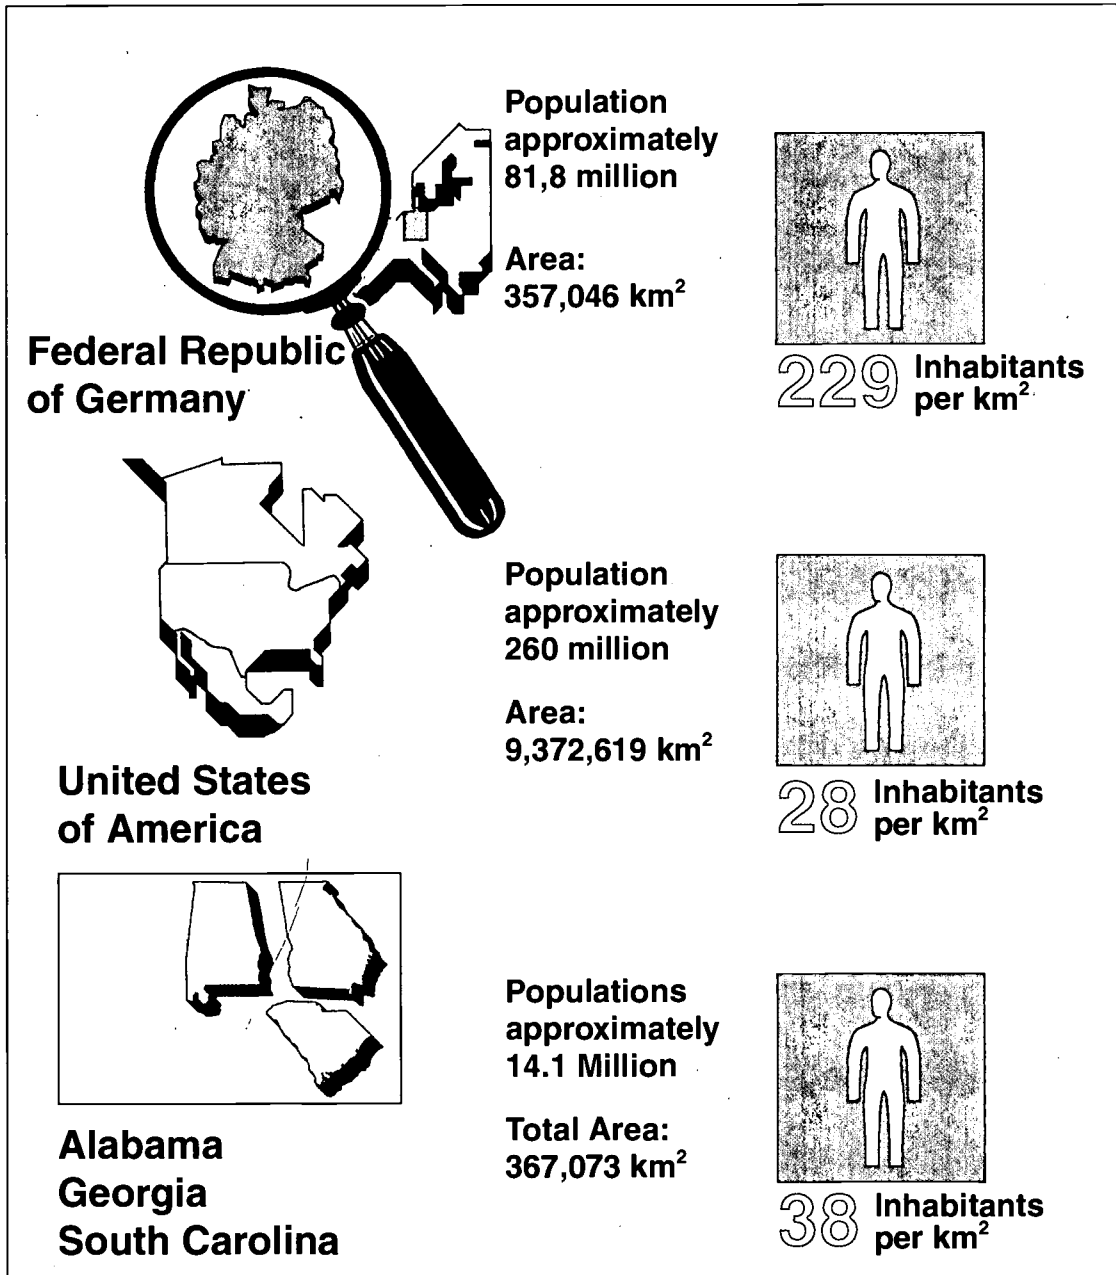 Population
approximately
81,8 million
Area:
357,046 km²
Federal Republic
of Germany
229 Inhabitants
per km²
Population
approximately
260 million
Area:
9,372,619 km²
United States
of America
28 Inhabitants
per km²
Populations
approximately
14.1 Million
Total Area:
367,073 km²
Alabama
Georgia
South Carolina
38 Inhabitants
per km²